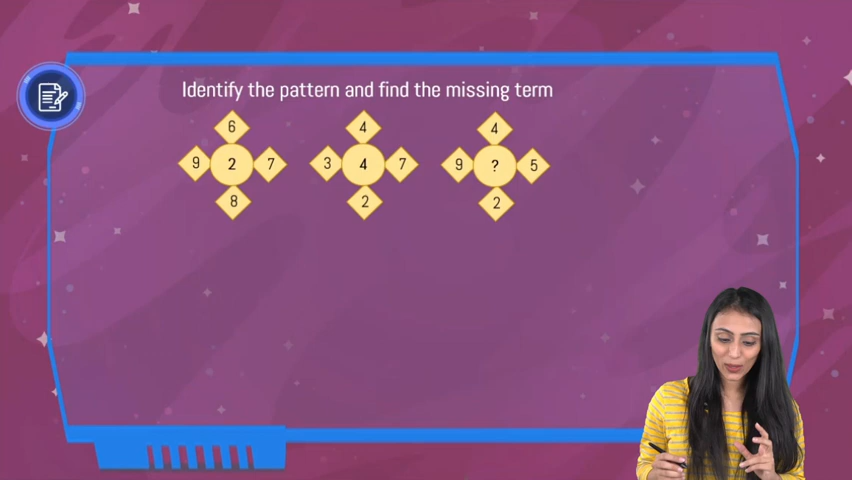 Identify the pattern and find the missing term
6 4 4
9 2 7 3 4 7 9 ? 5
8 2 2